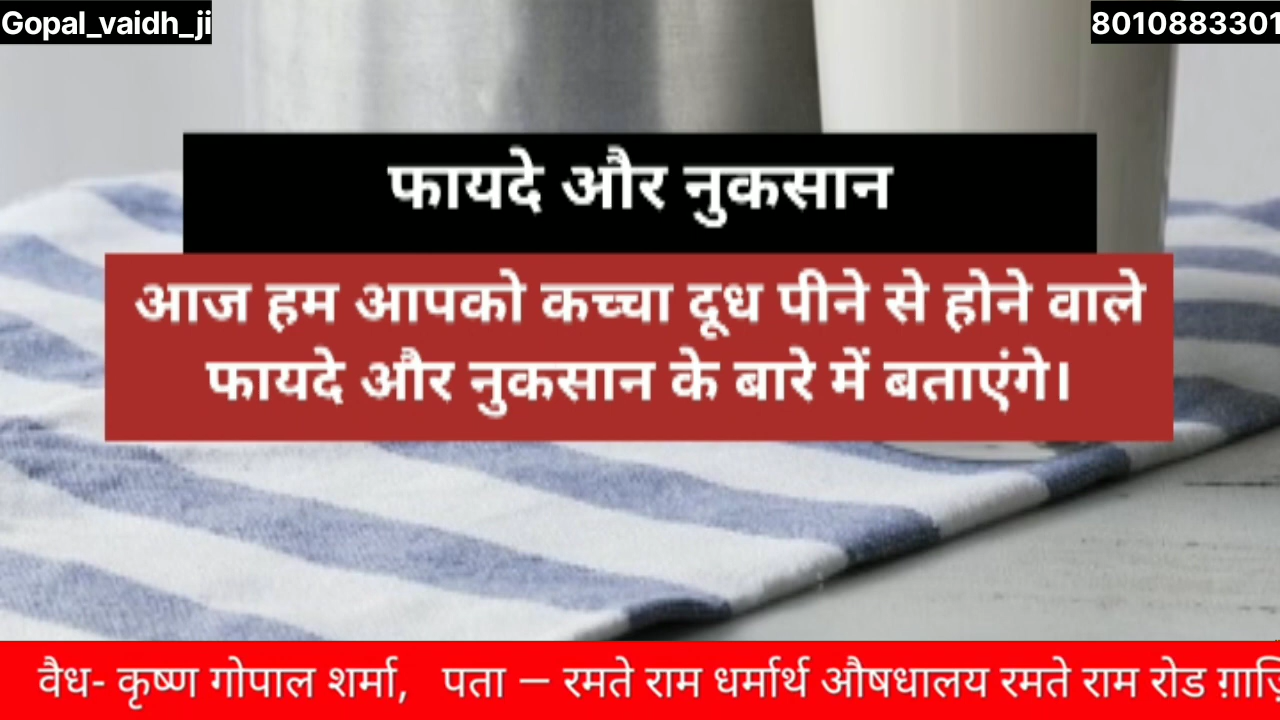 Gopal_vaidh_ji
8010883301
फायदे और नुकसान
आज हम आपको कच्चा दूध पीने से होने वाले
फायदे और नुकसान के बारे में बताएंगे।
वैध- कृष्ण गोपाल शर्मा, पता – रमते राम धर्मार्थ औषधालय रमते राम रोड